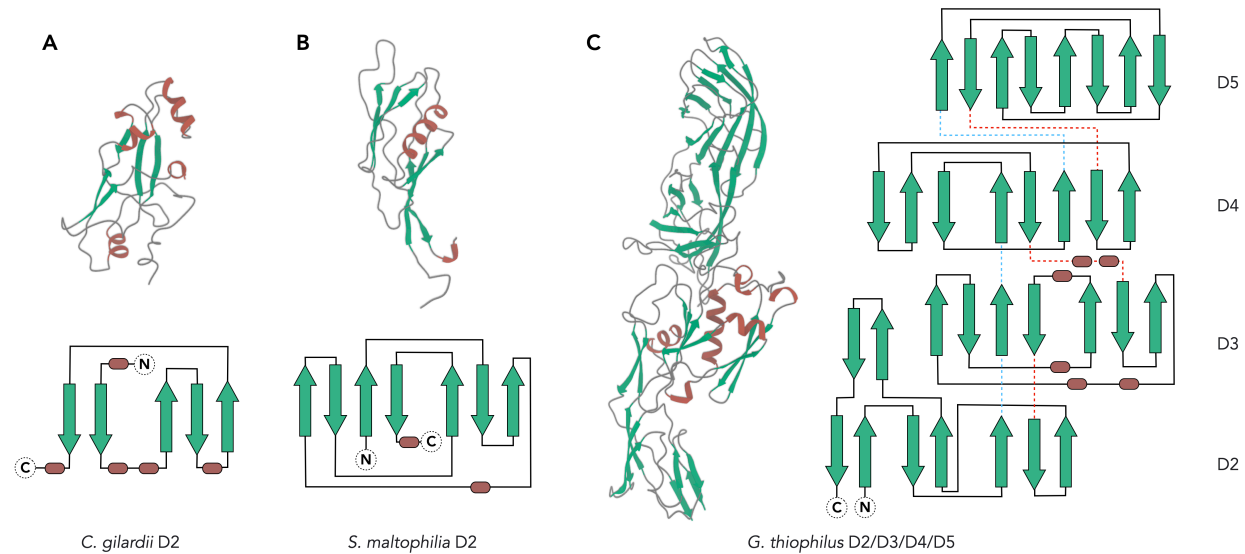 A
B
C
D5
D4
D3
D2
N
C
N
C
C
N
C. gilardii D2
S. maltophilia D2
G. thiophilus D2/D3/D4/D5